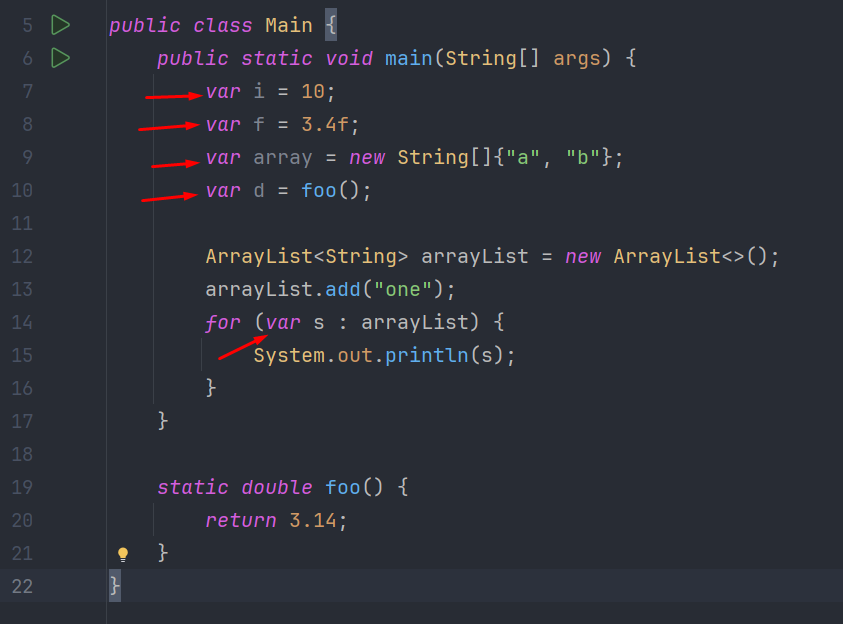 5 public class Main {
6     public static void main(String[] args) {
7         var i = 10;
8         var f = 3.4f;
9         var array = new String[]{"a", "b"};
10         var d = foo();
11
12         ArrayList<String> arrayList = new ArrayList<>();
13         arrayList.add("one");
14         for (var s : arrayList) {
15             System.out.println(s);
16         }
17     }
18
19     static double foo() {
20         return 3.14;
21     }
22 }